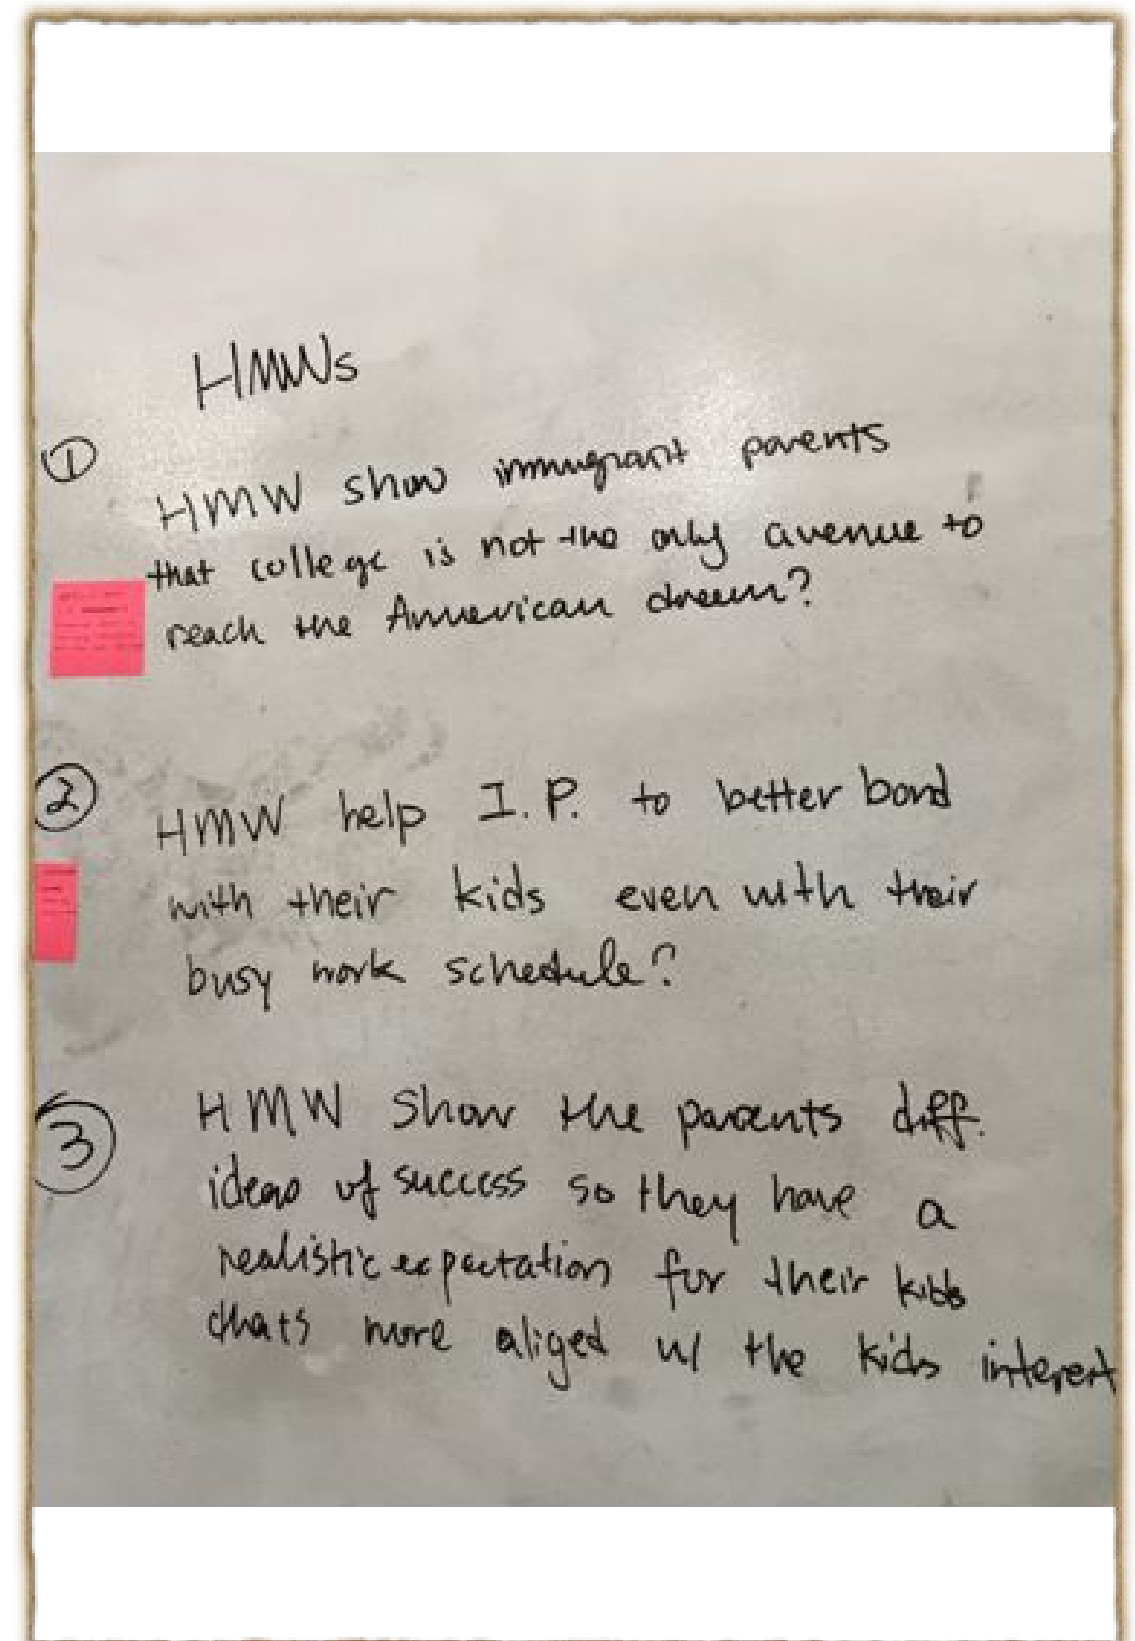 HMWs
①
HMW show immigrant parents
that college is not the only avenue to
reach the American dream?
②
HMW help I.P. to better bond
with their kids even with their
busy work schedule?
③
HMW show the parents diff.
ideas of success so they have a
realistic expectation for their kids
thats more aliged w/ the kids interest